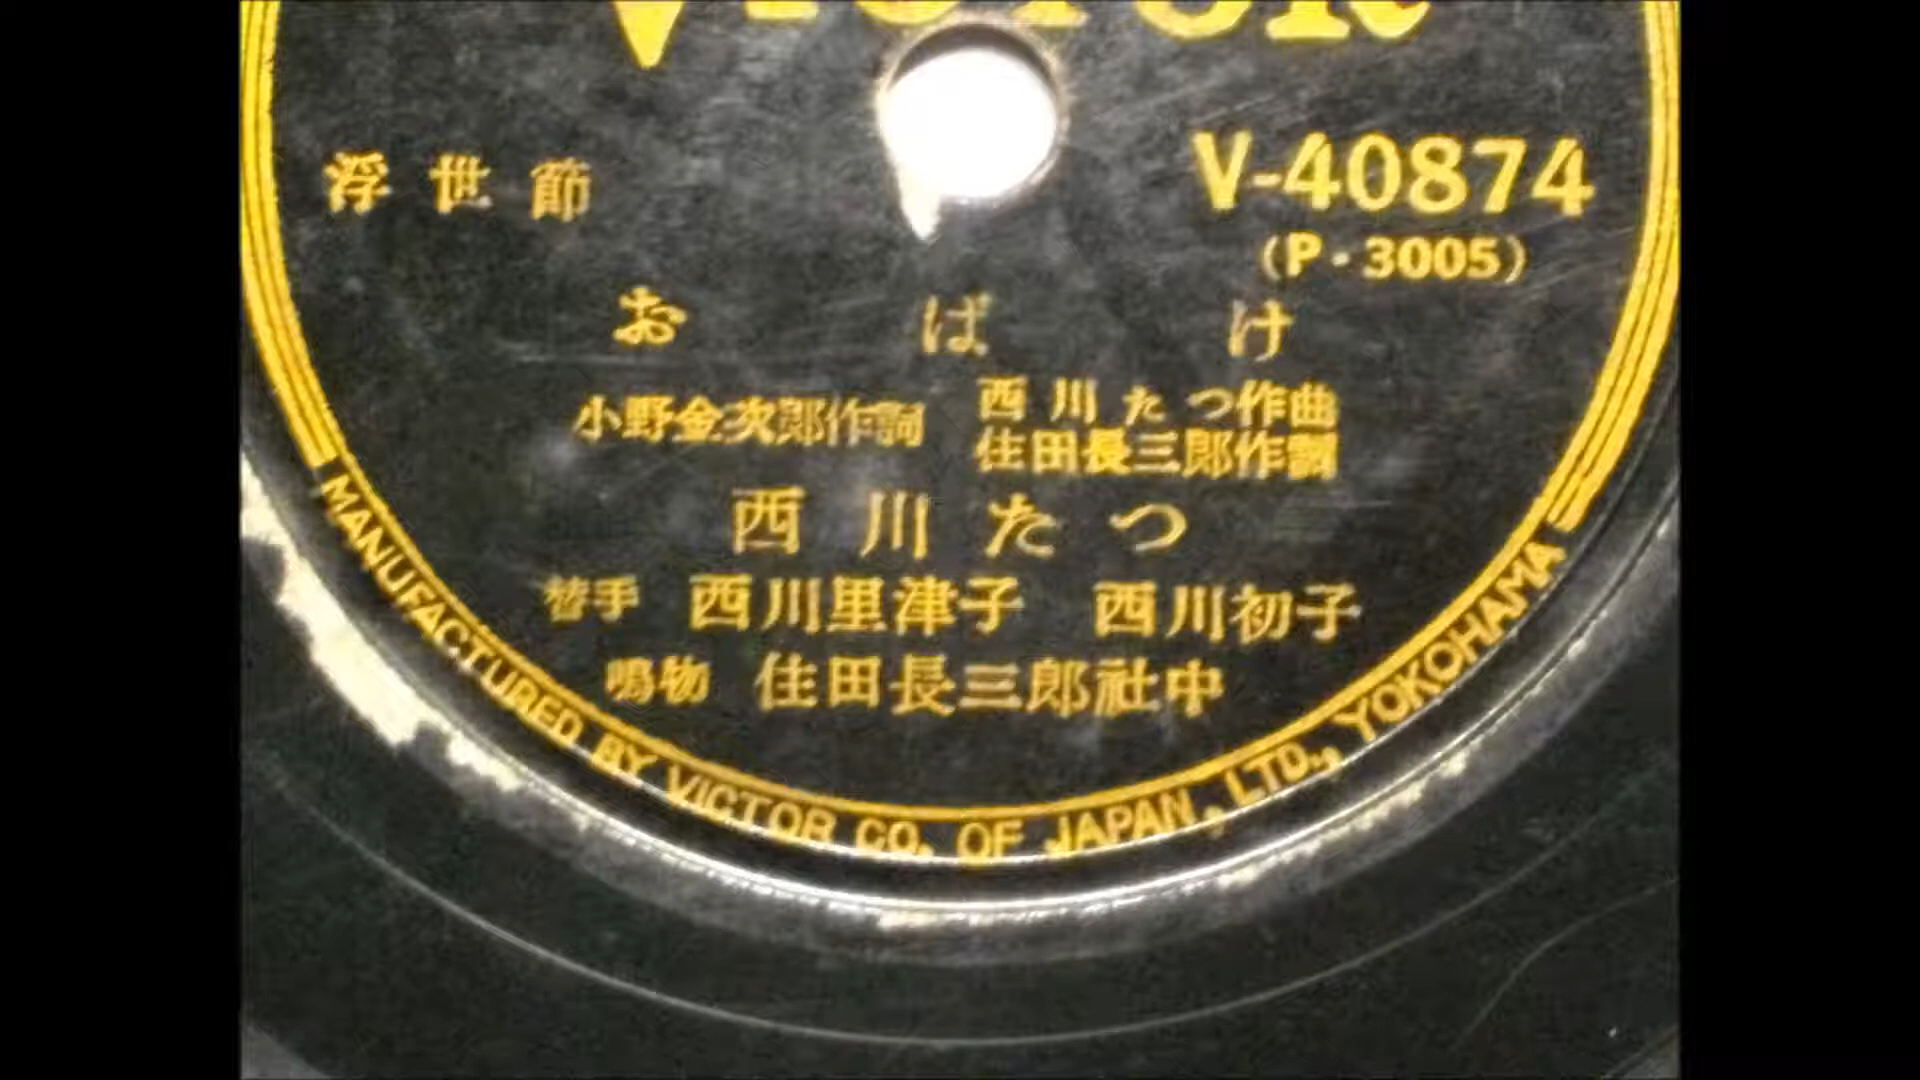 VICTOR
浮世節
V-40874
(P・3005)
おばけ
小野金次郎作詞
西川たつ作曲
住田長三郎作調
西川たつ
替手 西川里津子 西川初子
鳴物 住田長三郎社中
MANUFACTURED BY VICTOR CO. OF JAPAN, LTD., YOKOHAMA